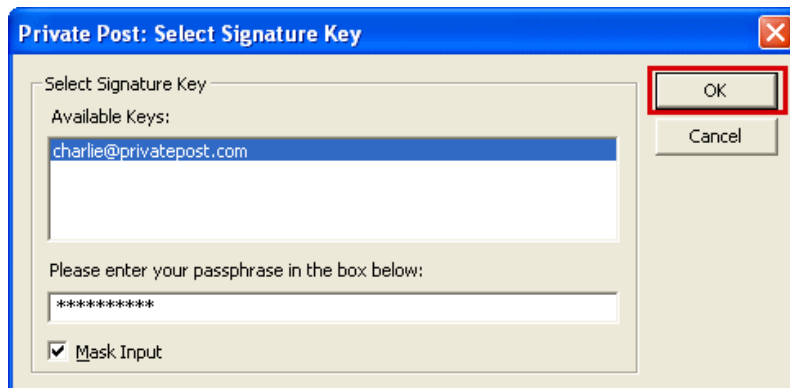 Private Post: Select Signature Key
Select Signature Key
OK
Available Keys:
Cancel
charlie@privatepost.com
Please enter your passphrase in the box below:
**********
Mask Input